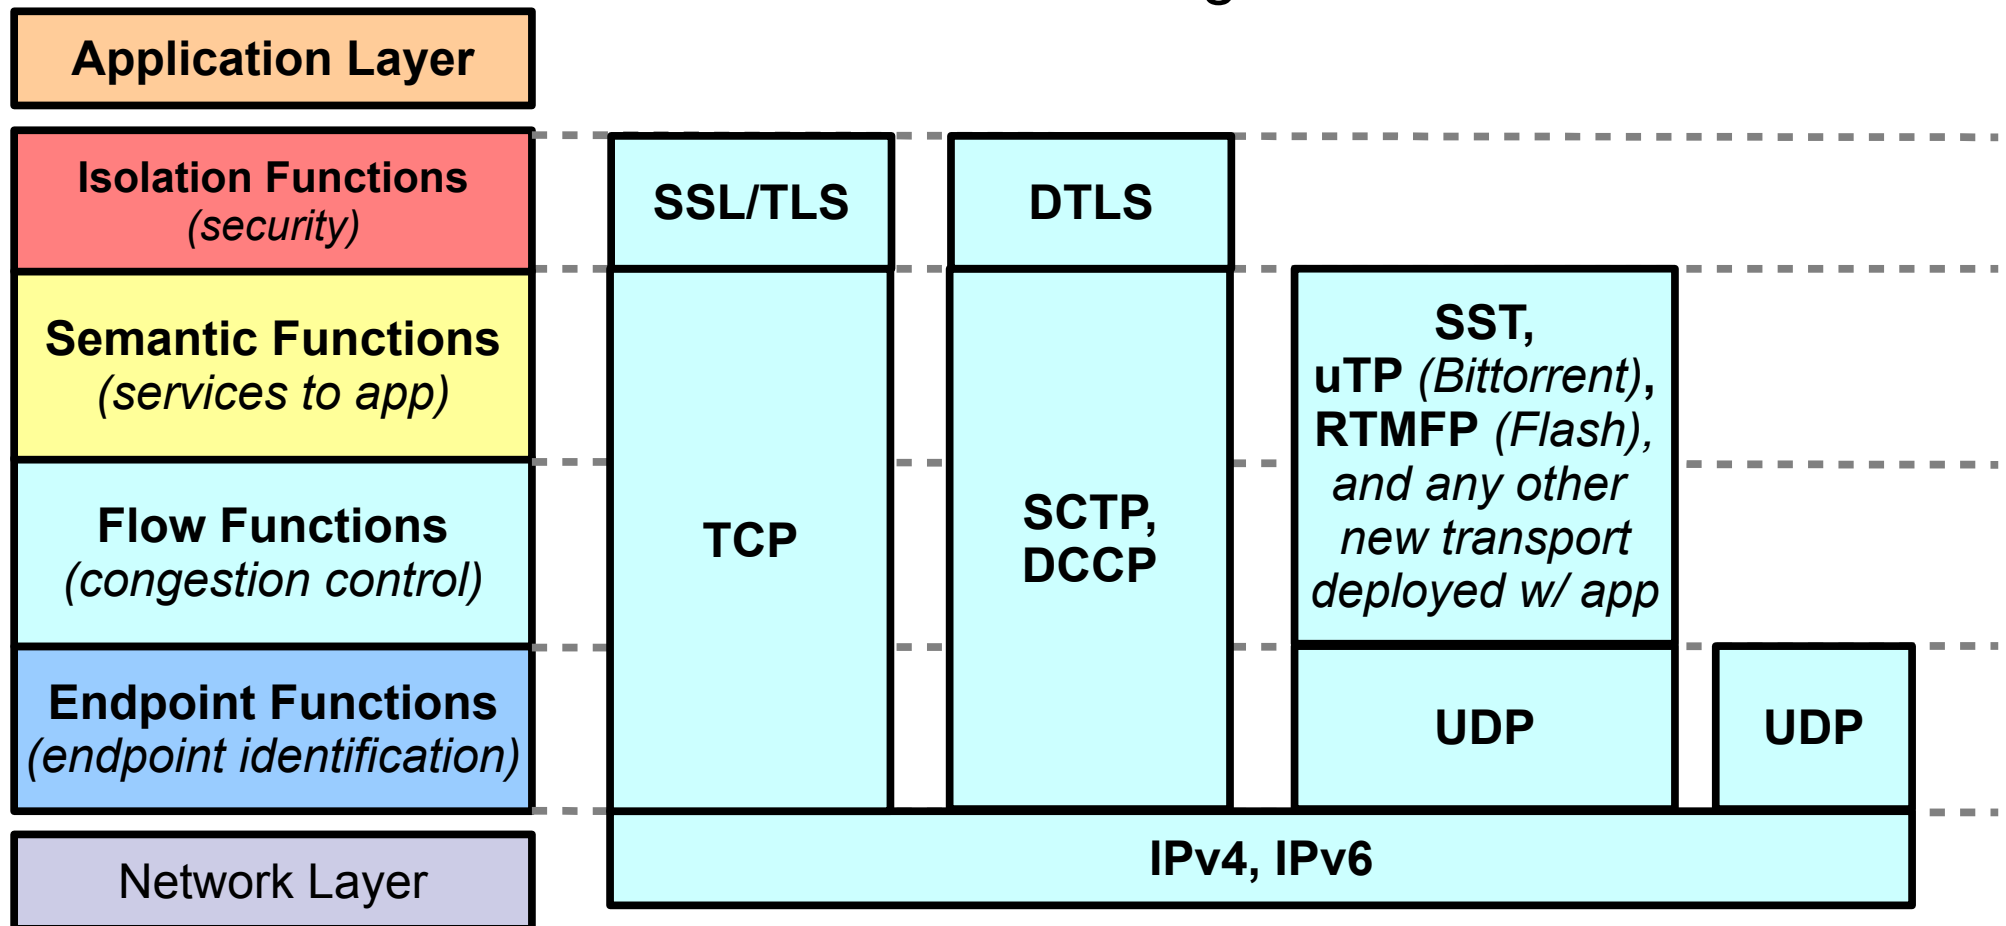 Application Layer
Isolation Functions
(security)
Semantic Functions
(services to app)
Flow Functions
(congestion control)
Endpoint Functions
(endpoint identification)
Network Layer
SSL/TLS
TCP
DTLS
SCTP,
DCCP
SST,
uTP (Bittorrent),
RTMFP (Flash),
and any other
new transport
deployed w/ app
UDP
UDP
IPv4, IPv6